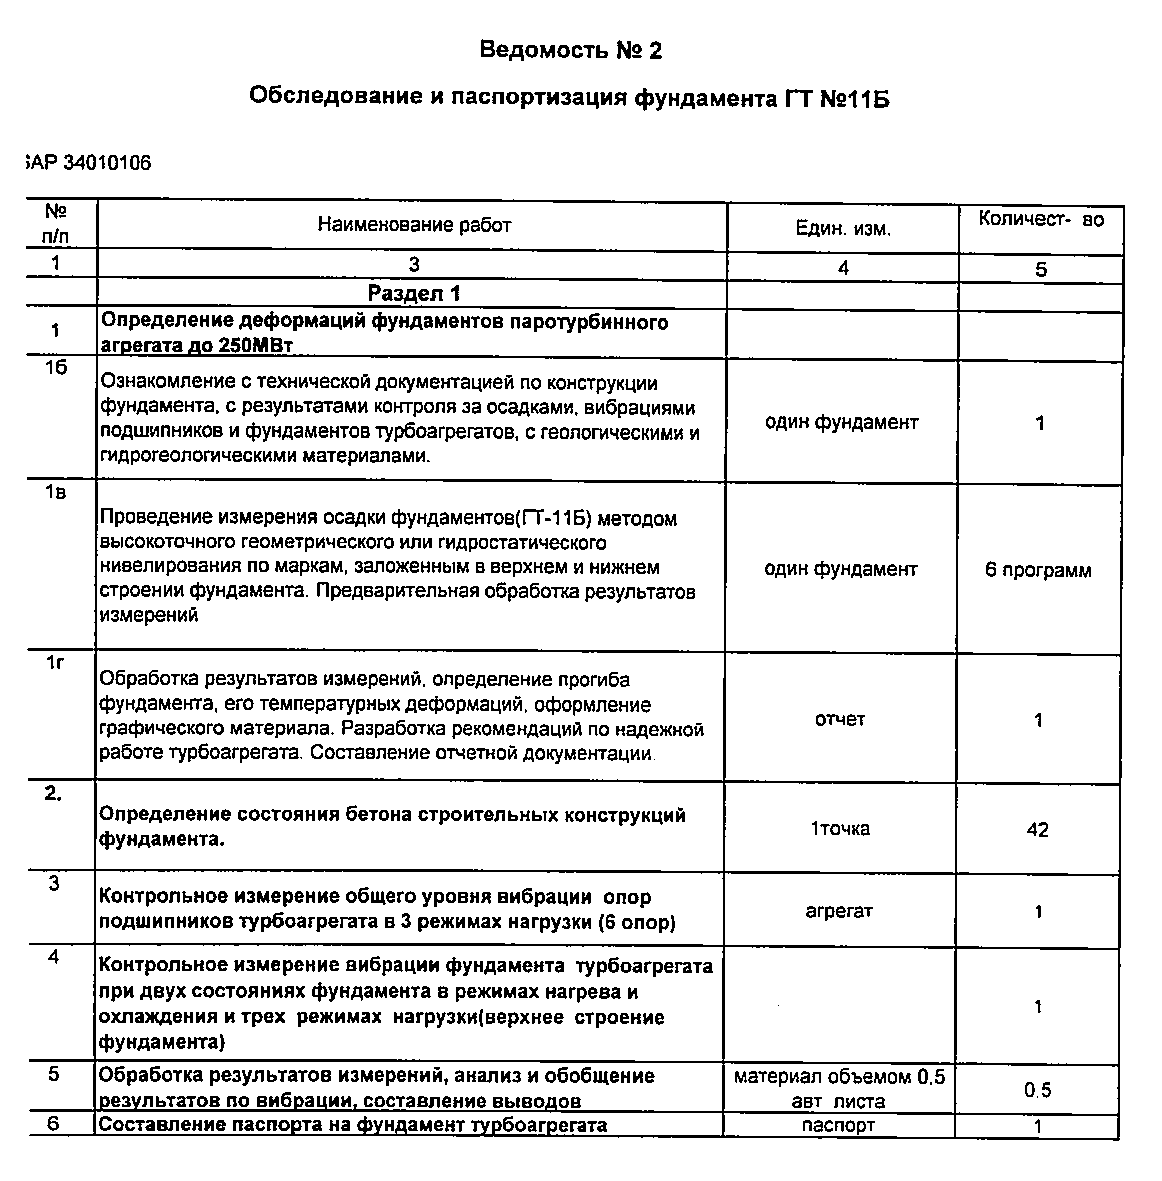 Ведомость № 2
Обследование и паспортизация фундамента ГТ №11Б
SAP 34010106
№ п/п
Наименование работ
Един. изм.
Количест- во
1
3
4
5
Раздел 1
1
Определение деформаций фундаментов паротурбинного
агрегата до 250МВт
1б
Ознакомление с технической документацией по конструкции
фундамента, с результатами контроля за осадками, вибрациями
подшипников и фундаментов турбоагрегатов, с геологическими и
гидрогеологическими материалами.
один фундамент
1
1в
Проведение измерения осадки фундаментов(ГТ-11Б) методом
высокоточного геометрического или гидростатического
нивелирования по маркам, заложенным в верхнем и нижнем
строении фундамента. Предварительная обработка результатов
измерений
один фундамент
6 программ
1г
Обработка результатов измерений, определение прогиба
фундамента, его температурных деформаций, оформление
графического материала. Разработка рекомендаций по надежной
работе турбоагрегата. Составление отчетной документации.
отчет
1
2.
Определение состояния бетона строительных конструкций
фундамента.
1точка
42
3
Контрольное измерение общего уровня вибрации опор
подшипников турбоагрегата в 3 режимах нагрузки (6 опор)
агрегат
1
4
Контрольное измерение вибрации фундамента турбоагрегата
при двух состояниях фундамента в режимах нагрева и
охлаждения и трех режимах нагрузки(верхнее строение
фундамента)
1
5
Обработка результатов измерений, анализ и обобщение
результатов по вибрации, составление выводов
материал объемом 0,5
авт листа
0,5
6
Составление паспорта на фундамент турбоагрегата
паспорт
1